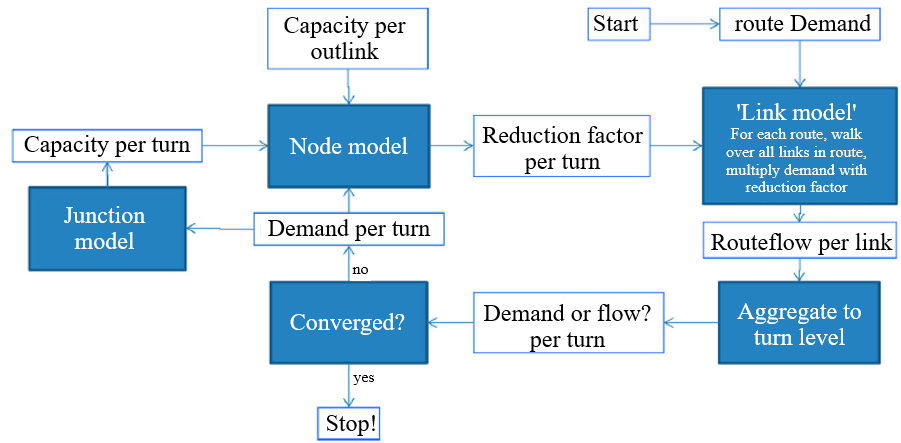 Capacity per
outlink
Start
route Demand
'Link model'
For each route, walk
over all links in route,
multiply demand with
reduction factor
Capacity per turn
Node model
Reduction factor
per turn
Junction
model
Demand per turn
Routeflow per link
no
Converged?
Demand or flow?
per turn
Aggregate to
turn level
yes
Stop!